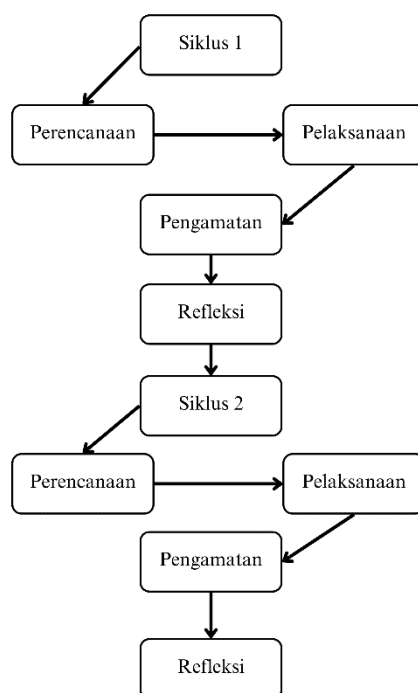 Siklus 1
Perencanaan
Pelaksanaan
Pengamatan
Refleksi
Siklus 2
Perencanaan
Pelaksanaan
Pengamatan
Refleksi